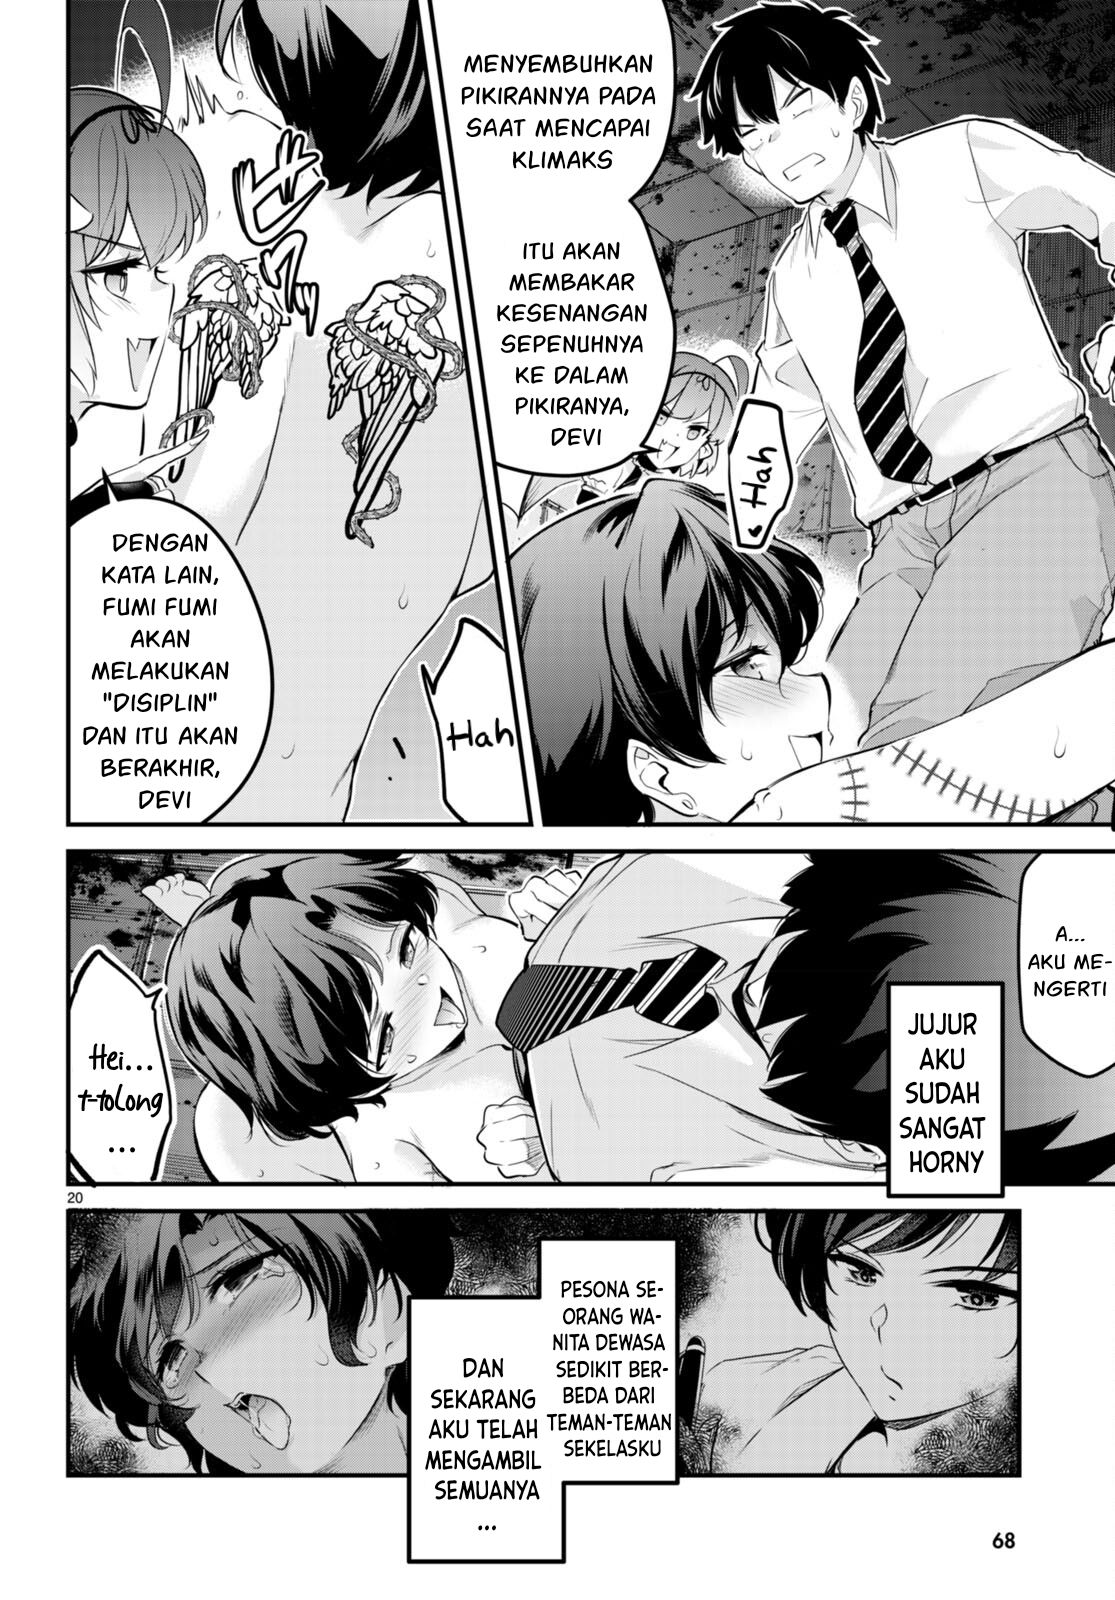 MENYEMBUHKAN
PIKIRANNYA PADA
SAAT MENCAPAI
KLIMAKS
ITU AKAN
MEMBAKAR
KESENANGAN
SEPENUHNYA
KE DALAM
PIKIRANYA,
DEVI
Hah
DENGAN
KATA LAIN,
FUMI FUMI
AKAN
MELAKUKAN
"DISIPLIN"
DAN ITU AKAN
BERAKHIR,
DEVI
Hah
A...
AKU ME-
NGERTI
JUJUR
AKU
SUDAH
SANGAT
HORNY
Hei...
t-toLong
...
20
PESONA SE-
ORANG WA-
NITA DEWASA
SEDIKIT BER-
BEDA DARI
TEMAN-TEMAN
SEKELASKU
DAN
SEKARANG
AKU TELAH
MENGAMBIL
SEMUANYA
...
68